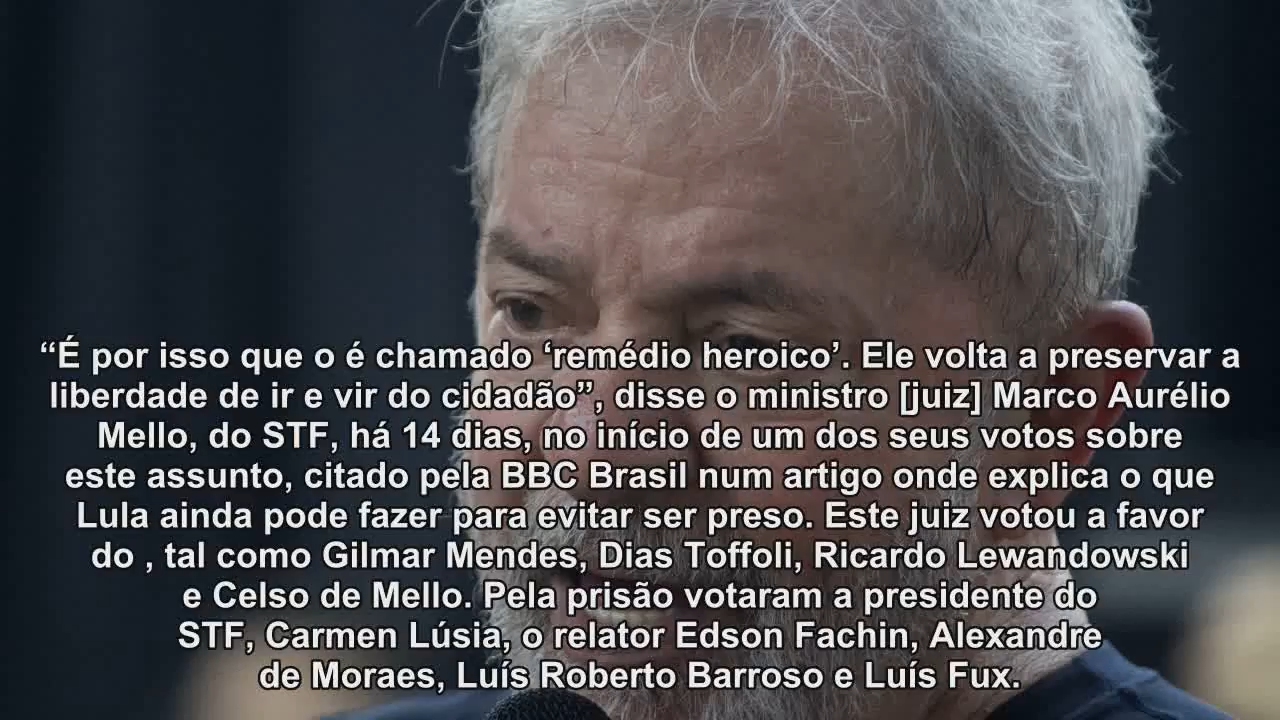 “É por isso que o é chamado ‘remédio heroico’. Ele volta a preservar a
liberdade de ir e vir do cidadão”, disse o ministro [juiz] Marco Aurélio
Mello, do STF, há 14 dias, no início de um dos seus votos sobre
este assunto, citado pela BBC Brasil num artigo onde explica o que
Lula ainda pode fazer para evitar ser preso. Este juiz votou a favor
do , tal como Gilmar Mendes, Dias Toffoli, Ricardo Lewandowski
e Celso de Mello. Pela prisão votaram a presidente do
STF, Carmen Lúsia, o relator Edson Fachin, Alexandre
de Moraes, Luís Roberto Barroso e Luís Fux.